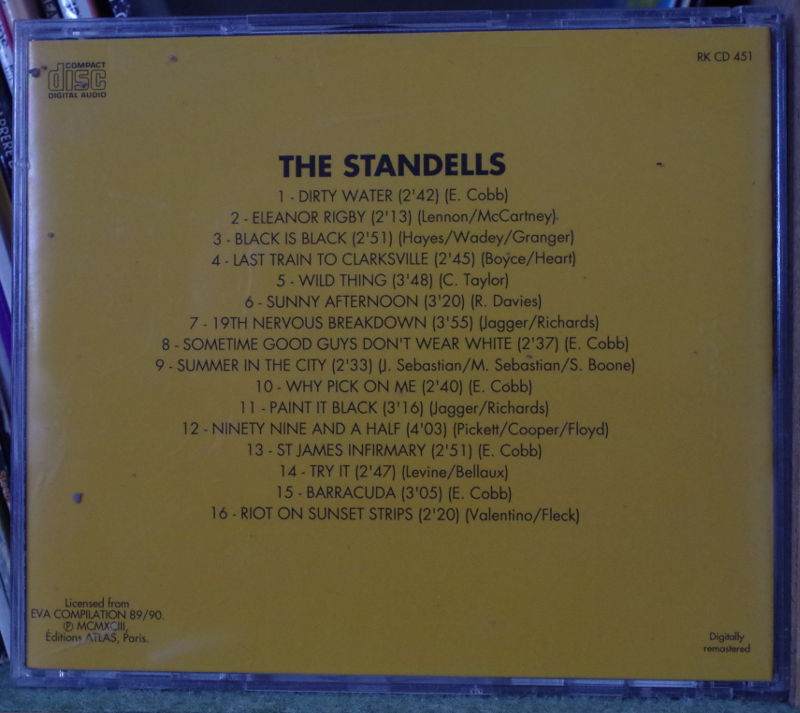 COMPACT
disc
DIGITAL AUDIO
RK CD 451
THE STANDELLS
1 - DIRTY WATER (2'42) (E. Cobb)
2 - ELEANOR RIGBY (2'13) (Lennon/McCartney)
3 - BLACK IS BLACK (2'51) (Hayes/Wadey/Granger)
4 - LAST TRAIN TO CLARKSVILLE (2'45) (Boyce/Heart)
5 - WILD THING (3'48) (C. Taylor)
6 - SUNNY AFTERNOON (3'20) (R. Davies)
7 - 19TH NERVOUS BREAKDOWN (3'55) (Jagger/Richards)
8 - SOMETIME GOOD GUYS DON'T WEAR WHITE (2'37) (E. Cobb)
9 - SUMMER IN THE CITY (2'33) (J. Sebastian/M. Sebastian/S. Boone)
10 - WHY PICK ON ME (2'40) (E. Cobb)
11 - PAINT IT BLACK (3'16) (Jagger/Richards)
12 - NINETY NINE AND A HALF (4'03) (Pickett/Cooper/Floyd)
13 - ST JAMES INFIRMARY (2'51) (E. Cobb)
14 - TRY IT (2'47) (Levine/Bellaux)
15 - BARRACUDA (3'05) (E. Cobb)
16 - RIOT ON SUNSET STRIPS (2'20) (Valentino/Fleck)
Licensed from
EVA COMPILATION 89/90.
℗ MCMXCIII,
Éditions ATLAS, Paris.
Digitally
remastered